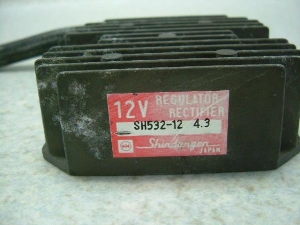 12V REGULATOR
RECTIFIER
SH532-12 4.3
Shindengen
JAPAN